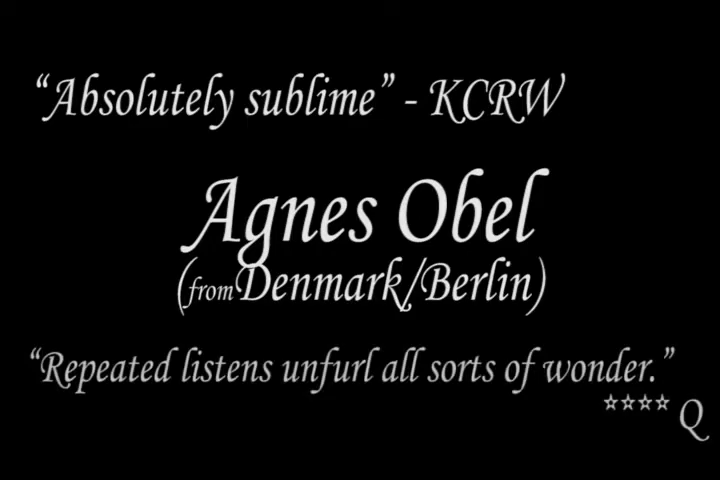 “Absolutely sublime” - KCRW
Agnes Obel
(from Denmark/Berlin)
“Repeated listens unfurl all sorts of wonder.”
☆☆☆☆ Q